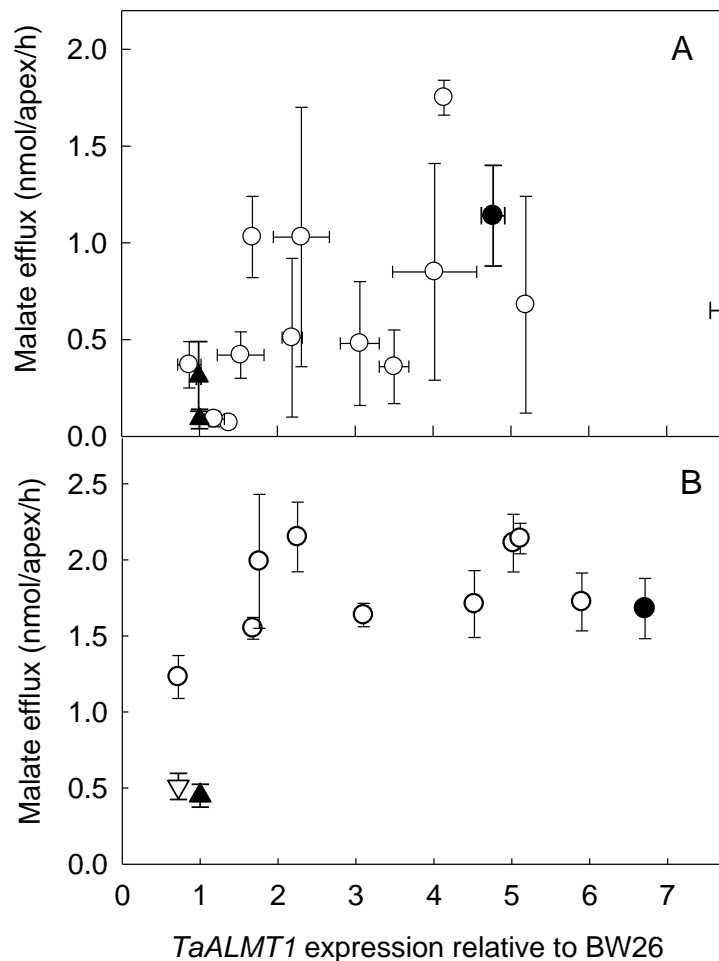 A
2.0
1.5
1.0
0.5
0.0
Malate efflux (nmol/apex/h)
B
2.5
2.0
1.5
1.0
0.5
0.0
Malate efflux (nmol/apex/h)
0 1 2 3 4 5 6 7
TaALMT1 expression relative to BW26